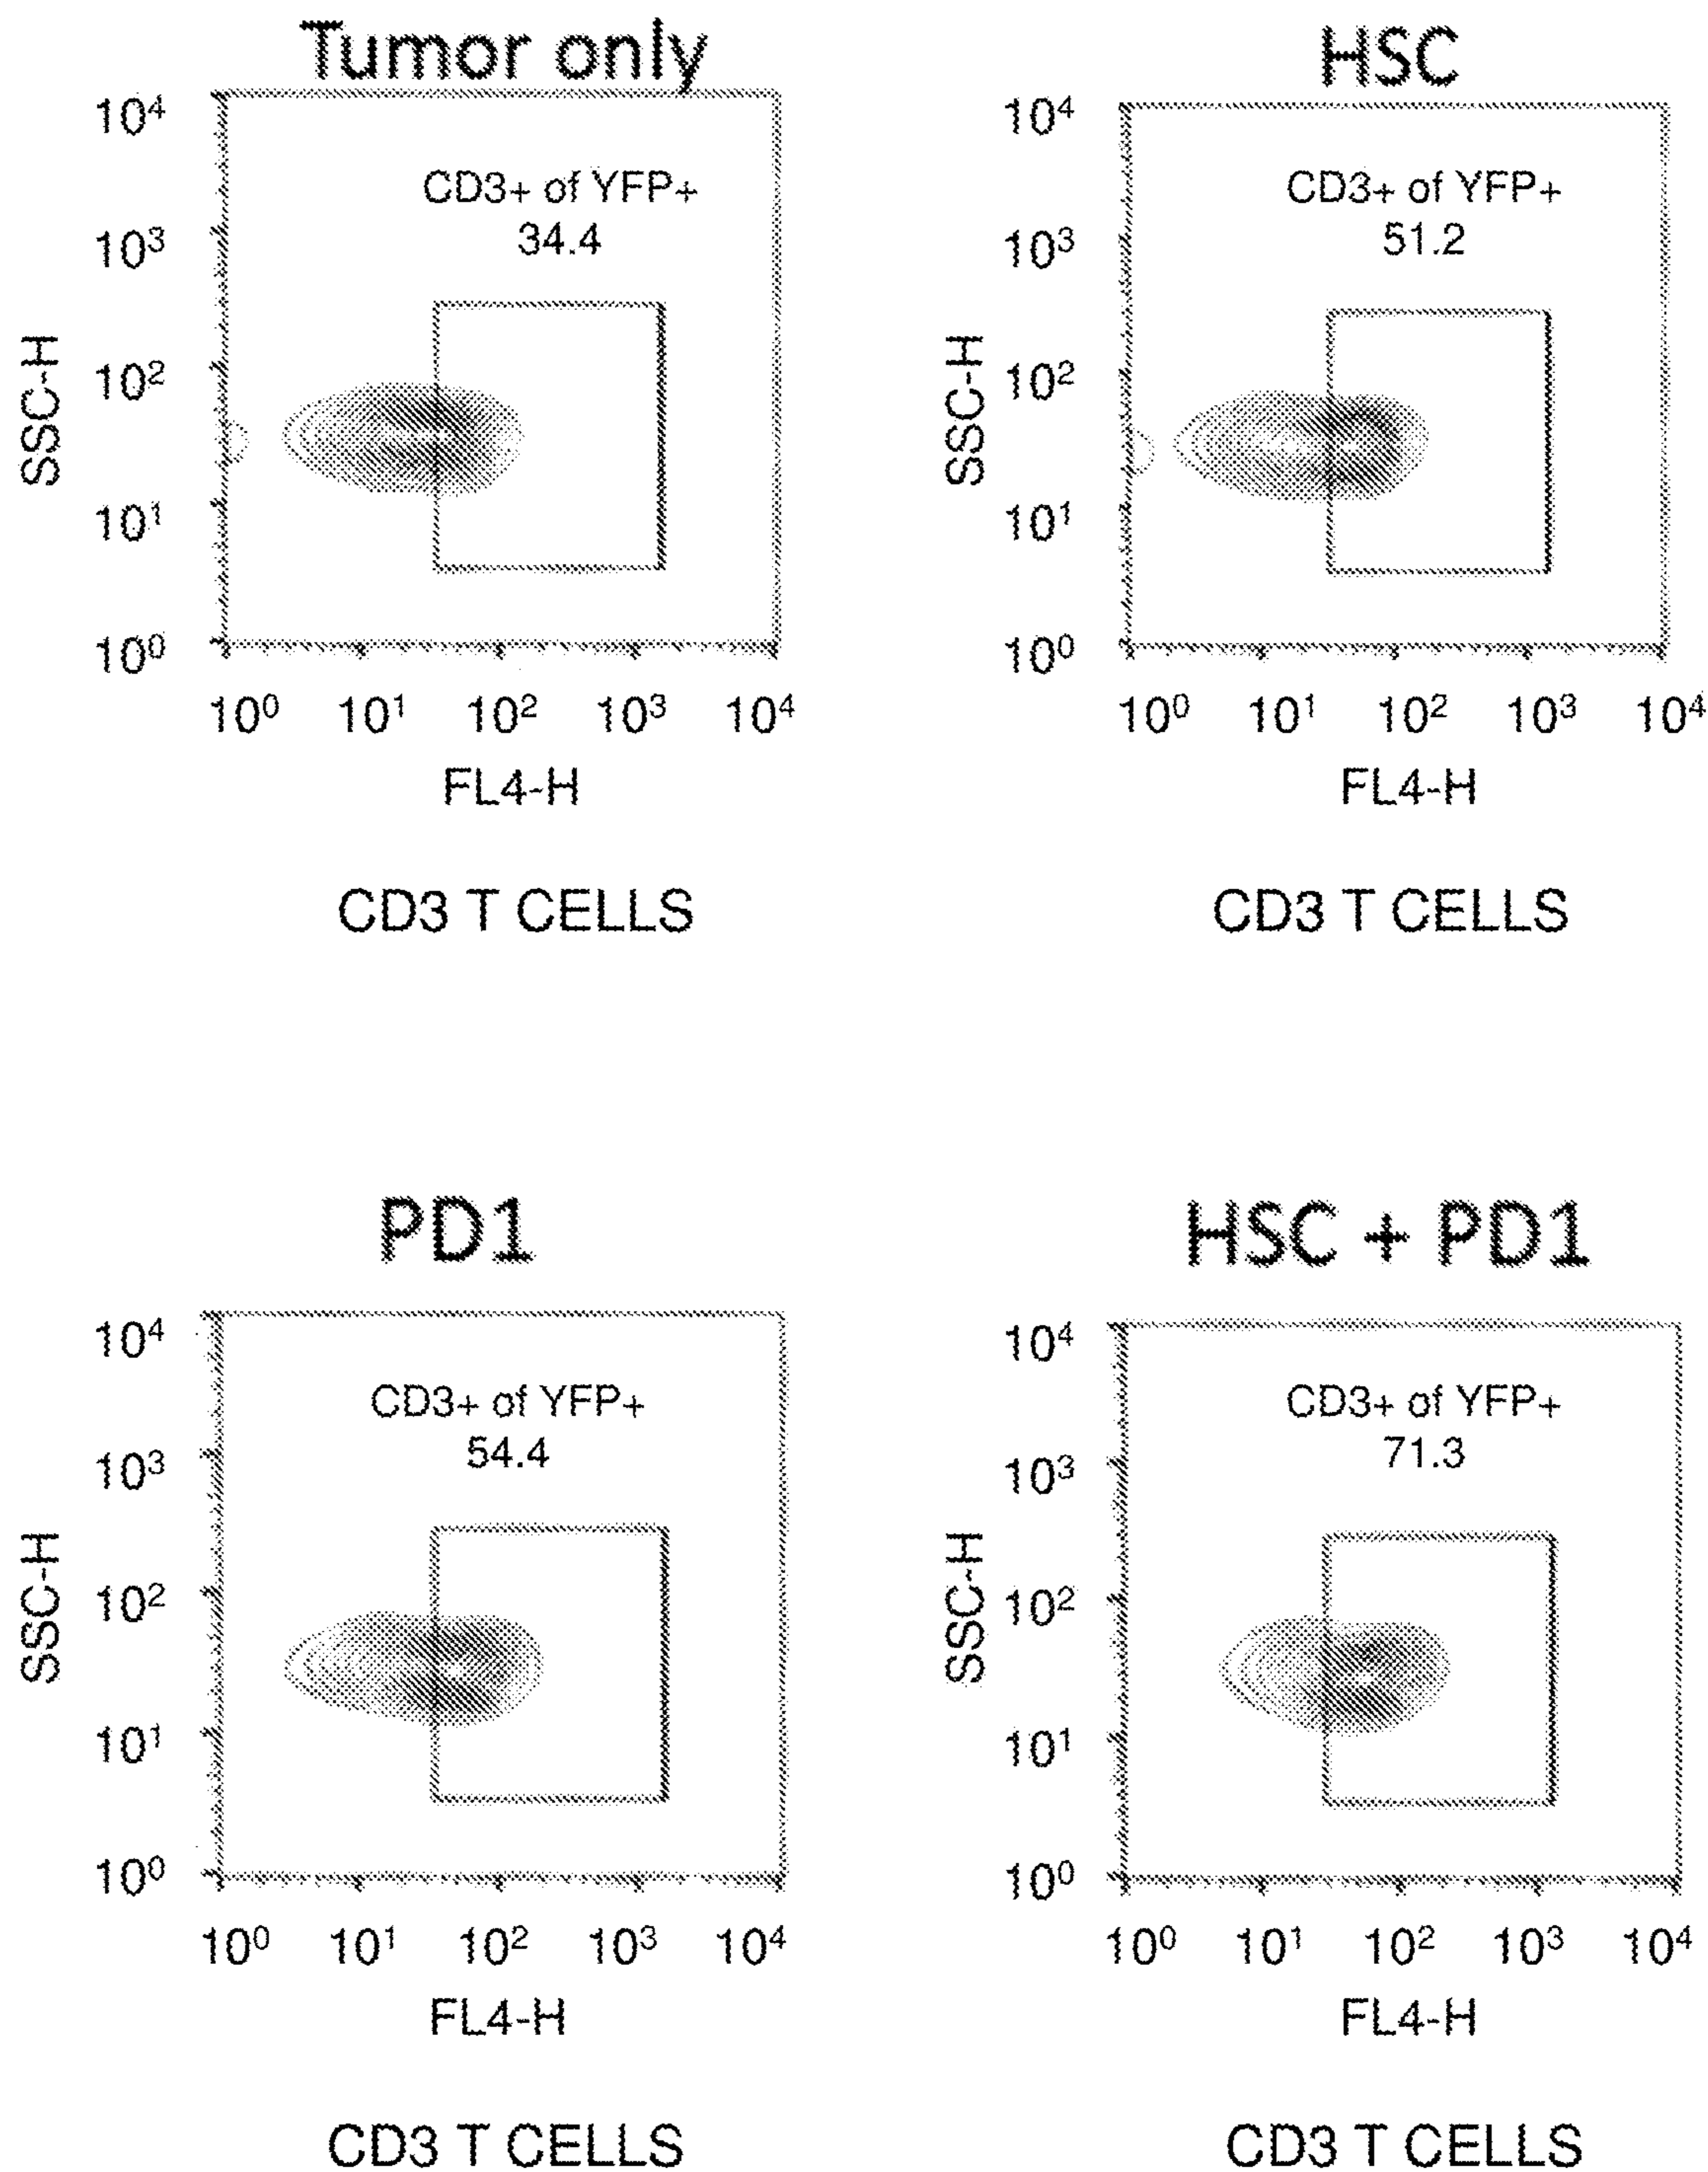 Tumor only
10⁴
CD3+ of YFP+
34.4
10³
10²
SSC-H
10¹
10⁰
10⁰ 10¹ 10² 10³ 10⁴
FL4-H
CD3 T CELLS
HSC
10⁴
CD3+ of YFP+
51.2
10³
10²
SSC-H
10¹
10⁰
10⁰ 10¹ 10² 10³ 10⁴
FL4-H
CD3 T CELLS
PD1
10⁴
CD3+ of YFP+
54.4
10³
10²
SSC-H
10¹
10⁰
10⁰ 10¹ 10² 10³ 10⁴
FL4-H
CD3 T CELLS
HSC + PD1
10⁴
CD3+ of YFP+
71.3
10³
10²
SSC-H
10¹
10⁰
10⁰ 10¹ 10² 10³ 10⁴
FL4-H
CD3 T CELLS